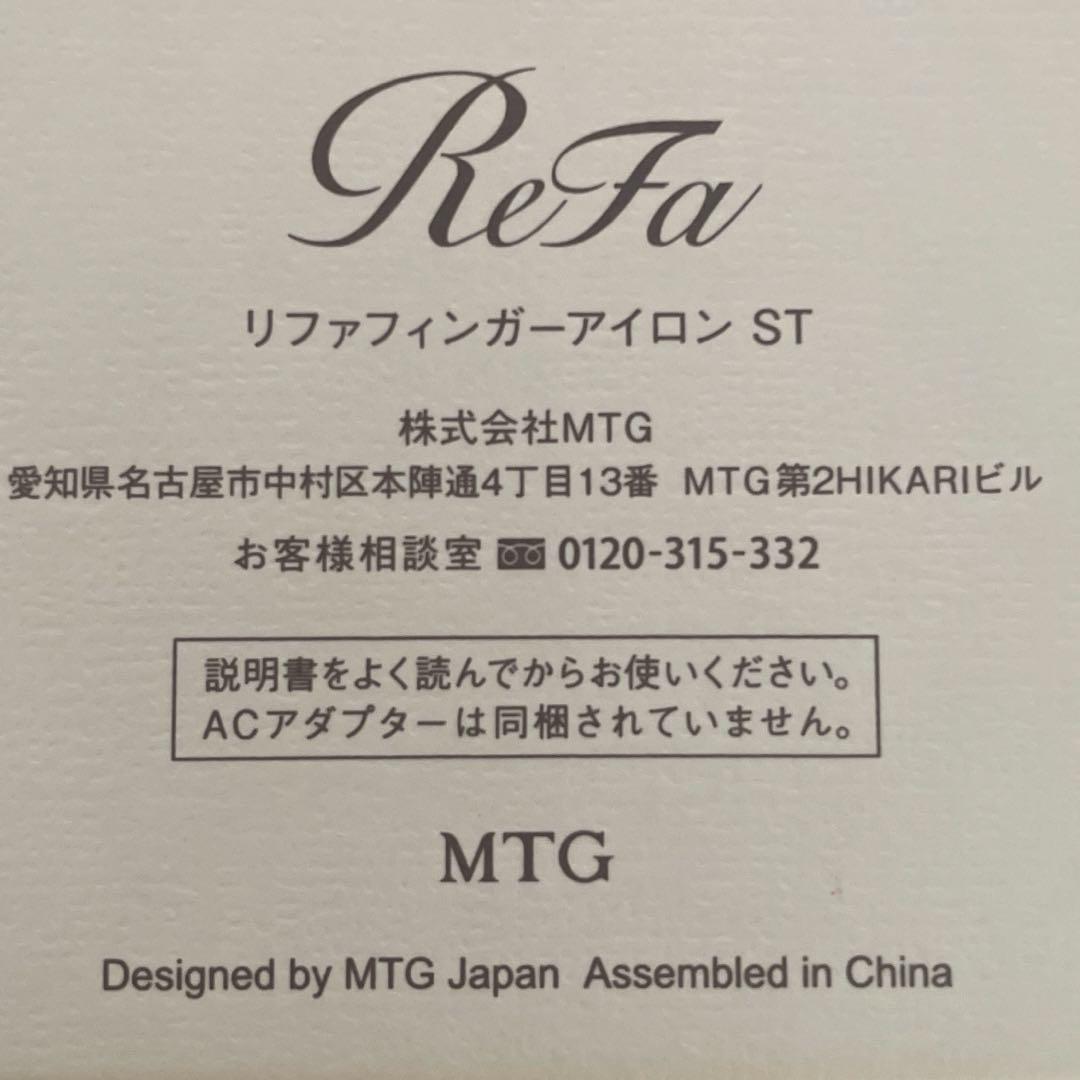 ReFa
リファフィンガーアイロン ST
株式会社MTG
愛知県名古屋市中村区本陣通4丁目13番 MTG第2HIKARIビル
お客様相談室 0120-315-332
説明書をよく読んでからお使いください。
ACアダプターは同梱されていません。
MTG
Designed by MTG Japan Assembled in China